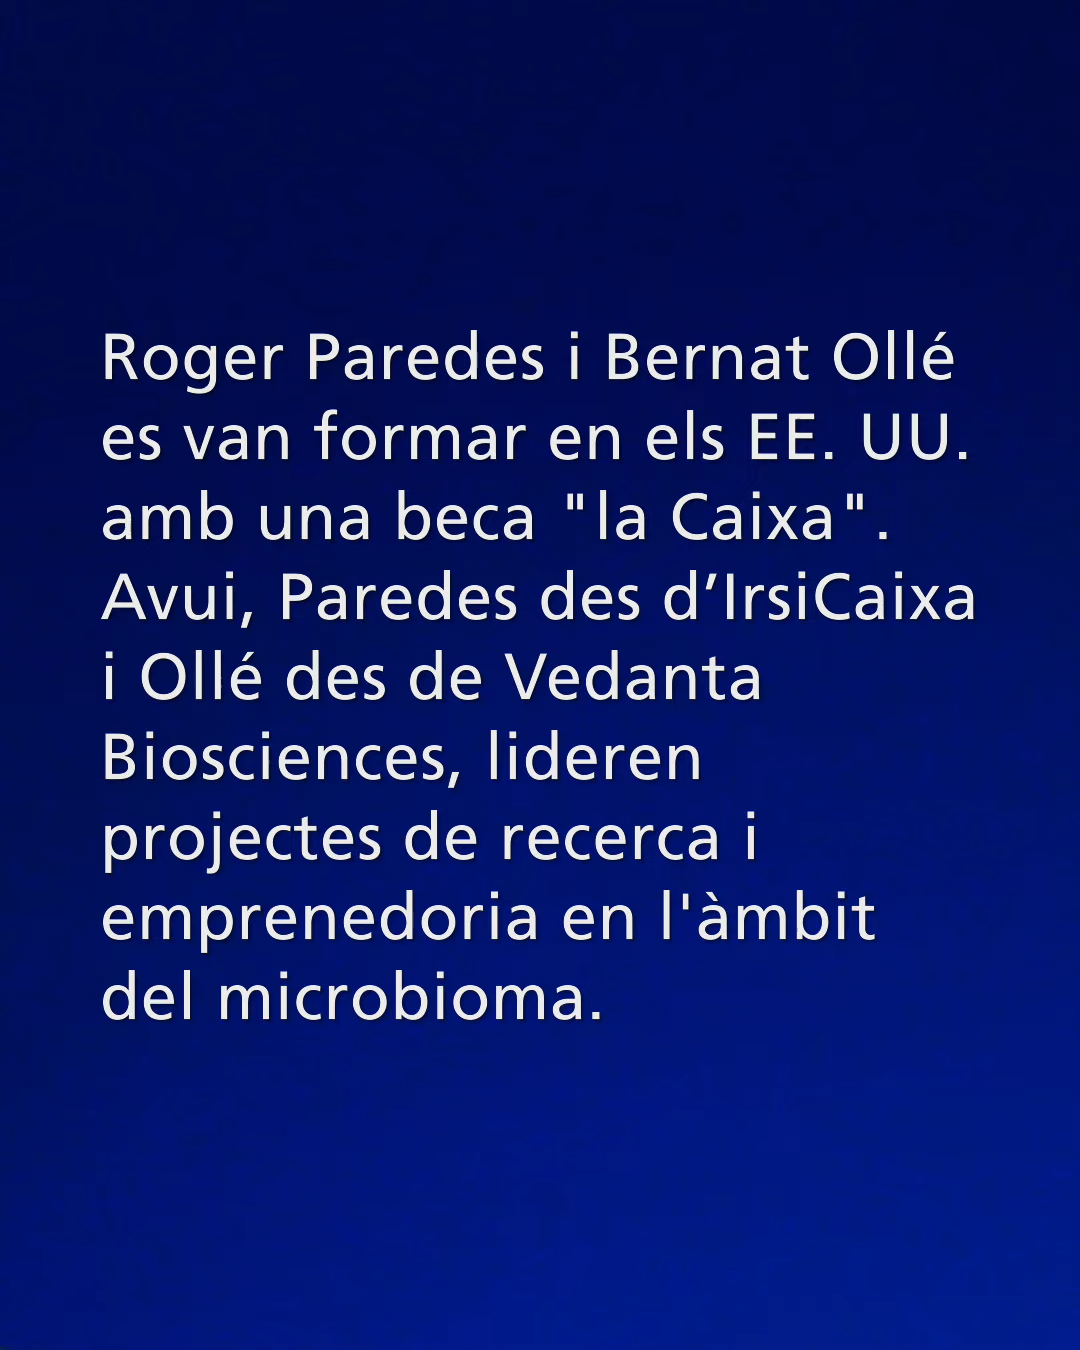 Roger Paredes i Bernat Ollé
es van formar en els EE. UU.
amb una beca "la Caixa".
Avui, Paredes des d’IrsiCaixa
i Ollé des de Vedanta
Biosciences, lideren
projectes de recerca i
emprenedoria en l'àmbit
del microbioma.